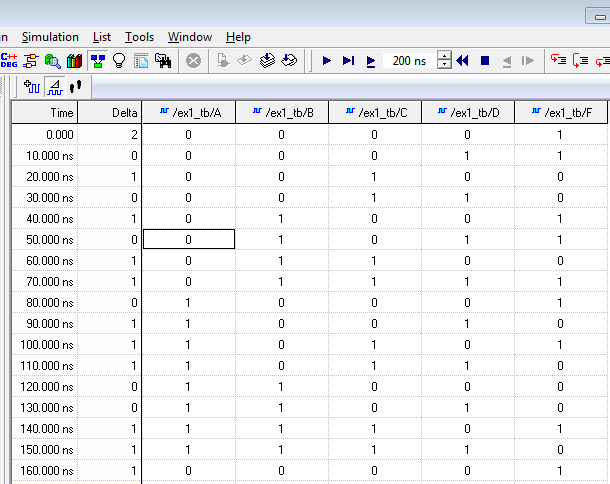 n Simulation List Tools Window Help
C++ DBG 200 ns
Time Delta /ex1_tb/A /ex1_tb/B /ex1_tb/C /ex1_tb/D /ex1_tb/F
0.000 2 0 0 0 0 1
10.000 ns 0 0 0 0 1 1
20.000 ns 1 0 0 1 0 0
30.000 ns 0 0 0 1 1 0
40.000 ns 1 0 1 0 0 1
50.000 ns 0 0 1 0 1 1
60.000 ns 1 0 1 1 0 0
70.000 ns 1 0 1 1 1 1
80.000 ns 0 1 0 0 0 1
90.000 ns 1 1 0 0 1 0
100.000 ns 1 1 0 1 0 1
110.000 ns 1 1 0 1 1 0
120.000 ns 0 1 1 0 0 0
130.000 ns 0 1 1 0 1 0
140.000 ns 1 1 1 1 0 1
150.000 ns 1 1 1 1 1 0
160.000 ns 1 0 0 0 0 1